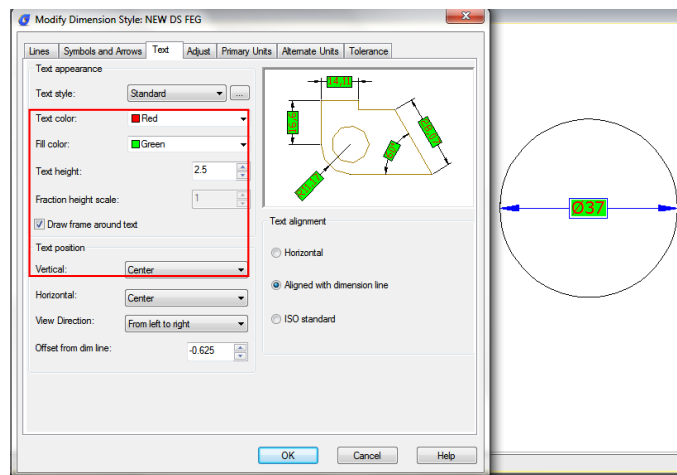 Modify Dimension Style: NEW DS FEG
Lines Symbols and Arrows Text Adjust Primary Units Alternate Units Tolerance
Text appearance
Text style: Standard ...
Text color: Red
Fill color: Green
Text height: 2.5
Fraction height scale: 1
Draw frame around text
Text position
Vertical: Center
Horizontal: Center
View Direction: From left to right
Offset from dim line: -0.625
14,11
Text alignment
Horizontal
Aligned with dimension line
ISO standard
OK Cancel Help
Ø37